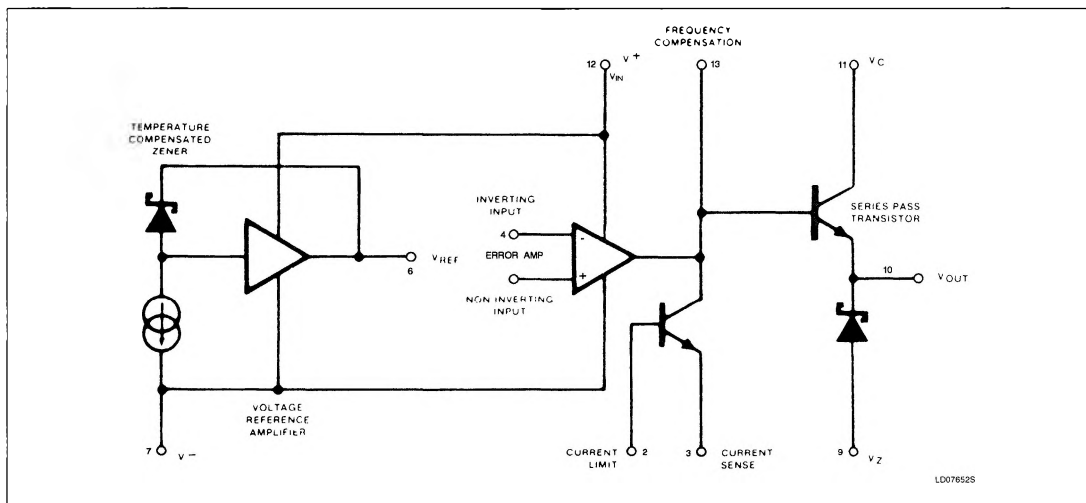 FREQUENCY
COMPENSATION
12
V+
VIN
13
11
VC
TEMPERATURE
COMPENSATED
ZENER
INVERTING
INPUT
4
-
ERROR AMP
+
NON INVERTING
INPUT
VREF
6
SERIES PASS
TRANSISTOR
10
VOUT
VOLTAGE
REFERENCE
AMPLIFIER
7
V-
CURRENT
LIMIT
2
3
CURRENT
SENSE
9
VZ
LD07652S